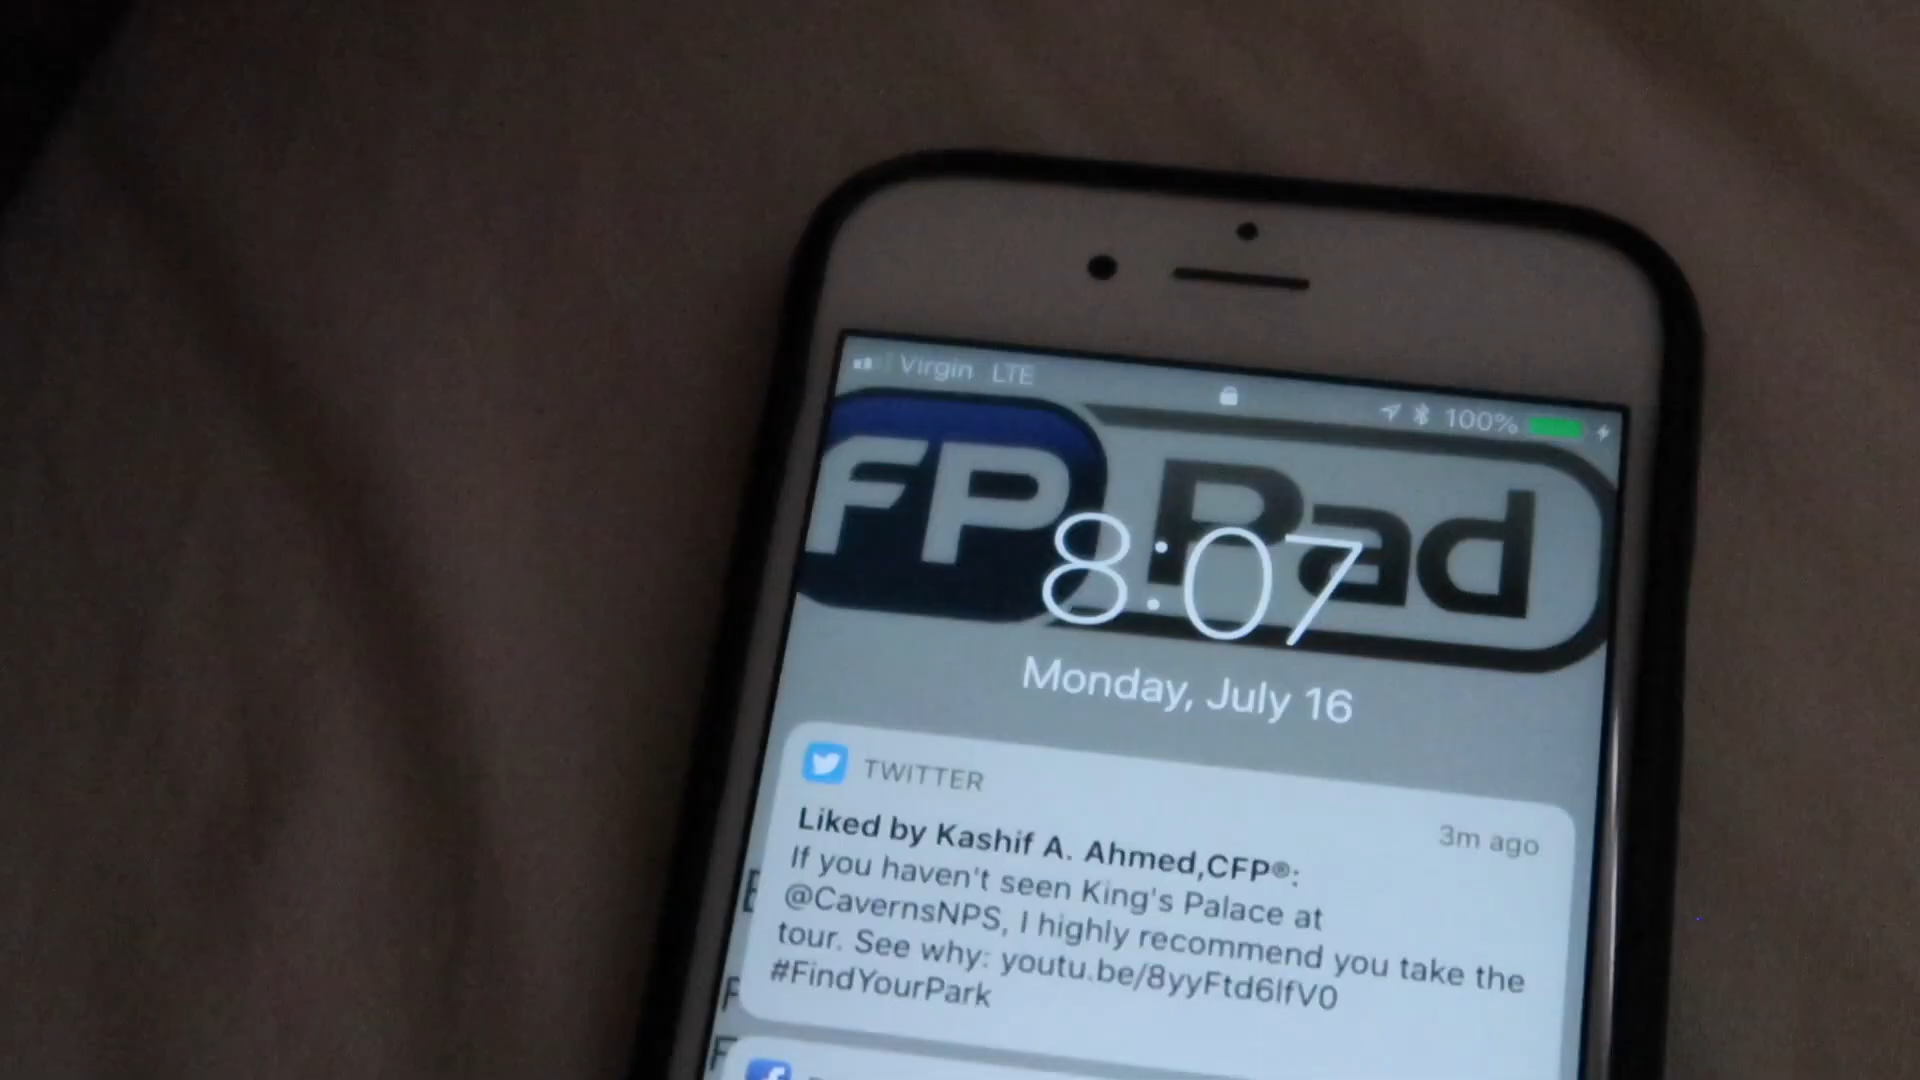 Virgin LTE
100%
FP Pad
8:07
Monday, July 16
TWITTER
3m ago
Liked by Kashif A. Ahmed,CFP®:
If you haven't seen King's Palace at
@CavernsNPS, I highly recommend you take the
tour. See why: youtu.be/8yyFtd6lfV0
#FindYourPark